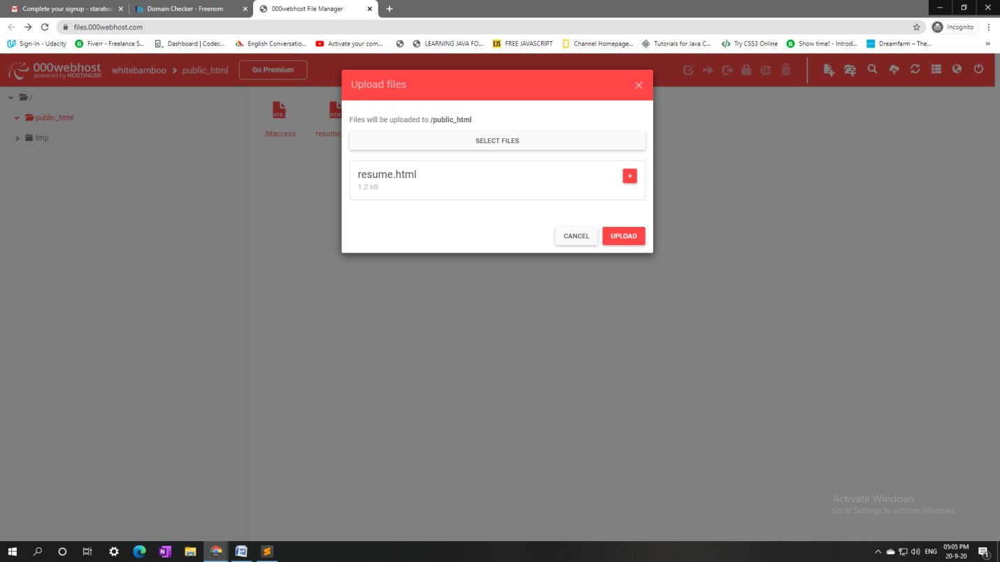 Complete your signup - staraboo
Domain Checker - Freenom
000webhost File Manager
files.000webhost.com
Incognito
Sign-In - Udacity
Fiverr - Freelance S...
Dashboard | Codec...
English Conversatio...
Activate your com...
LEARNING JAVA FO...
EJS FREE JAVASCRIPT
Channel Homepage...
Tutorials for Java C...
Try CSS3 Online
Show time! - Introd...
Dreamfarm – The...
»
000webhost
powered by HOSTINGER
whitebamboo > public_html
Go Premium
/
public_html
tmp
HTA..
.htaccess
HTM
resume
Upload files
Files will be uploaded to /public_html
SELECT FILES
resume.html
1.2 kB
CANCEL
UPLOAD
Activate Windows
Go to Settings to activate Windows.
ENG
05:05 PM
20-9-20
1